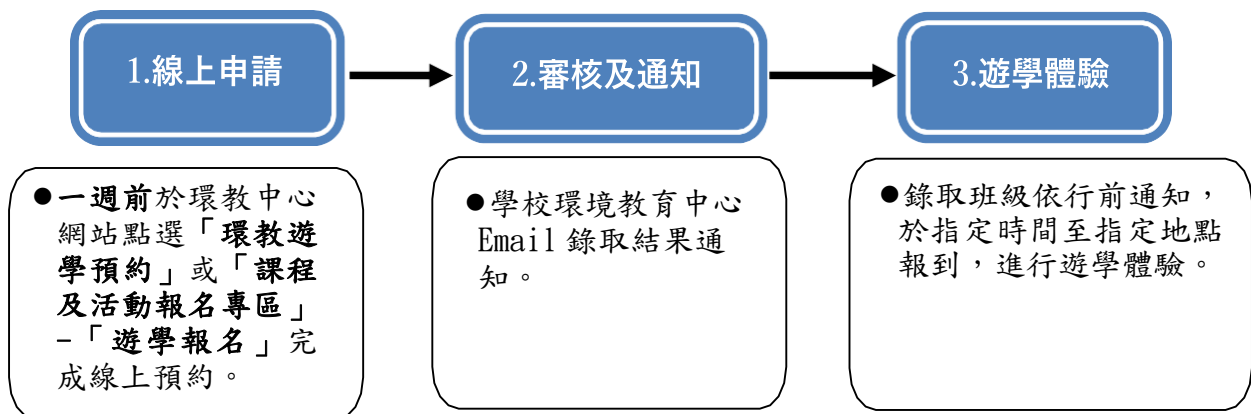 1.線上申請
2.審核及通知
3.遊學體驗
●一週前於環教中心
網站點選「環教遊
學預約」或「課程
及活動報名專區」
-「遊學報名」完
成線上預約。
●學校環境教育中心
Email 錄取結果通
知。
●錄取班級依行前通知，
於指定時間至指定地點
報到，進行遊學體驗。